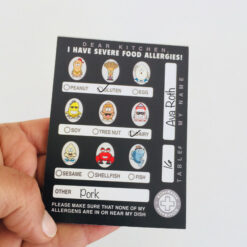 DEAR KITCHEN
I HAVE SEVERE FOOD ALLERGIES!
PEANUT GLUTEN EGG
SOY TREE NUT DAIRY
SESAME SHELLFISH FISH
OTHER Pork
PLEASE MAKE SURE THAT NONE OF MY
ALLERGENS ARE IN OR NEAR MY DISH
Ava Roth
MY NAME
16
TABLE#